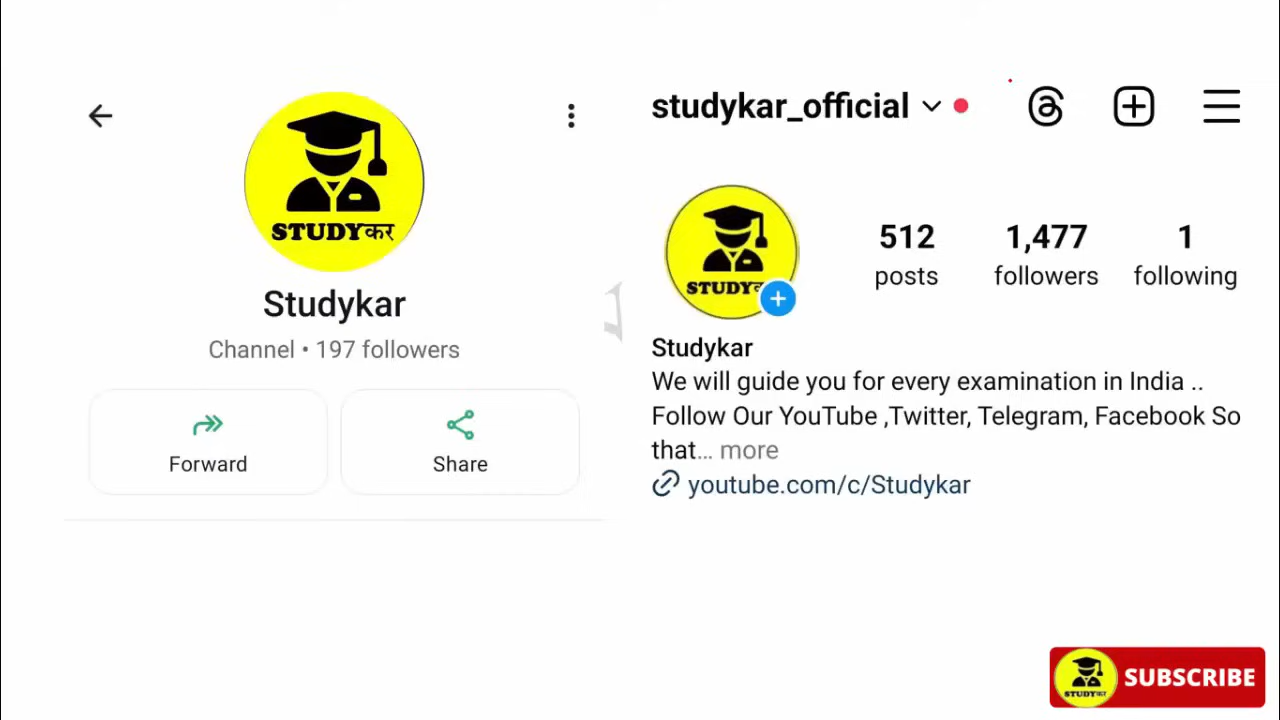 STUDYकर
Studykar
Channel • 197 followers
Forward
Share
studykar_official
STUDY
512 posts
1,477 followers
1 following
Studykar
We will guide you for every examination in India ..
Follow Our YouTube ,Twitter, Telegram, Facebook So
that... more
youtube.com/c/Studykar
STUDYकर
SUBSCRIBE